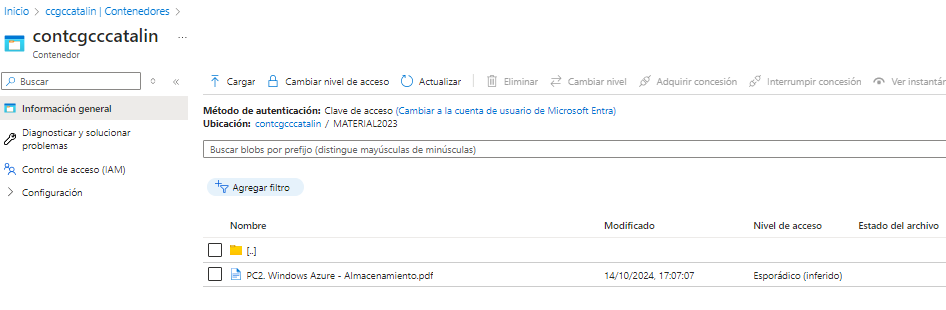 Inicio > ccgccatalin | Contenedores >
contcgcccatalin ...
Contenedor
Buscar
Cargar Cambiar nivel de acceso Actualizar Eliminar Cambiar nivel Adquirir concesión Interrumpir concesión Ver instantán
Información general
Diagnosticar y solucionar
problemas
Control de acceso (IAM)
Configuración
Método de autenticación: Clave de acceso (Cambiar a la cuenta de usuario de Microsoft Entra)
Ubicación: contcgcccatalin / MATERIAL2023
Buscar blobs por prefijo (distingue mayúsculas de minúsculas)
Agregar filtro
Nombre Modificado Nivel de acceso Estado del archivo
[..]
PC2. Windows Azure - Almacenamiento.pdf 14/10/2024, 17:07:07 Esporádico (inferido)